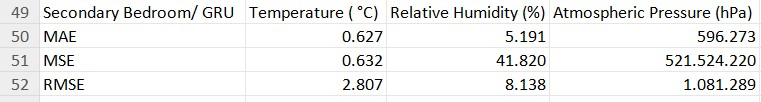 49 Secondary Bedroom/ GRU Temperature ( °C) Relative Humidity (%) Atmospheric Pressure (hPa)
50 MAE 0.627 5.191 596.273
51 MSE 0.632 41.820 521.524.220
52 RMSE 2.807 8.138 1.081.289